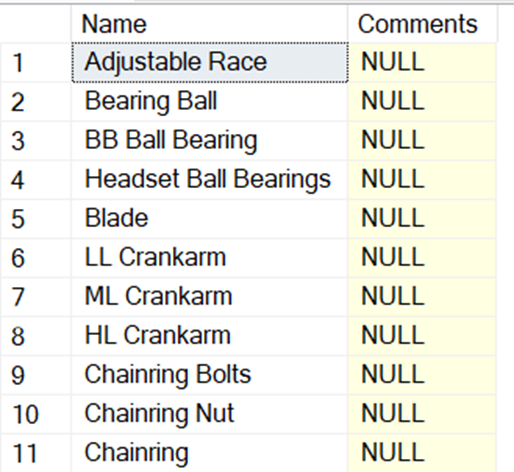 Name Comments
1 Adjustable Race NULL
2 Bearing Ball NULL
3 BB Ball Bearing NULL
4 Headset Ball Bearings NULL
5 Blade NULL
6 LL Crankarm NULL
7 ML Crankarm NULL
8 HL Crankarm NULL
9 Chainring Bolts NULL
10 Chainring Nut NULL
11 Chainring NULL